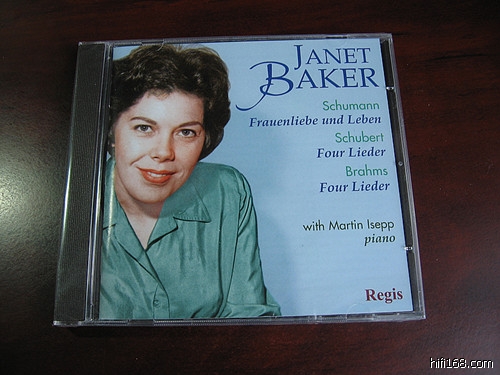 JANET
BAKER
Schumann
Frauenliebe und Leben
Schubert
Four Lieder
Brahms
Four Lieder
with Martin Isepp
piano
Regis
hifi168.com